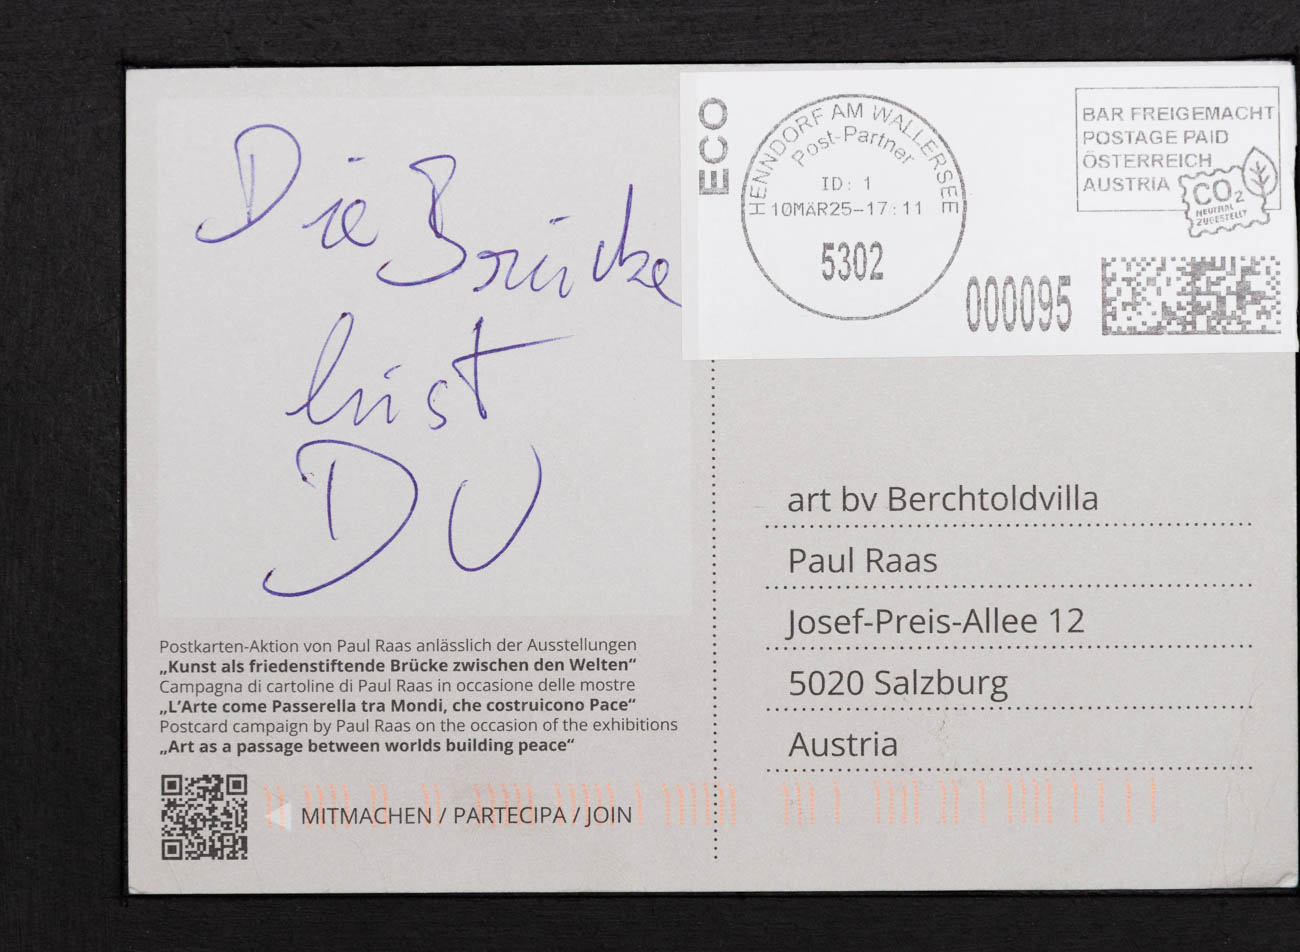 Die Brücke
bist
DU
Postkarten-Aktion von Paul Raas anlässlich der Ausstellungen
„Kunst als friedenstiftende Brücke zwischen den Welten“
Campagna di cartoline di Paul Raas in occasione delle mostre
„L'Arte come Passerella tra Mondi, che costruicono Pace“
Postcard campaign by Paul Raas on the occasion of the exhibitions
„Art as a passage between worlds building peace“
MITMACHEN / PARTECIPA / JOIN
ECO
HENNDORF AM WALLERSEE
Post-Partner
ID: 1
10MÄR25-17:11
5302
000095
BAR FREIGEMACHT
POSTAGE PAID
ÖSTERREICH
AUSTRIA
CO2
NEUTRAL
ZUGESTELLT
art bv Berchtoldvilla
Paul Raas
Josef-Preis-Allee 12
5020 Salzburg
Austria